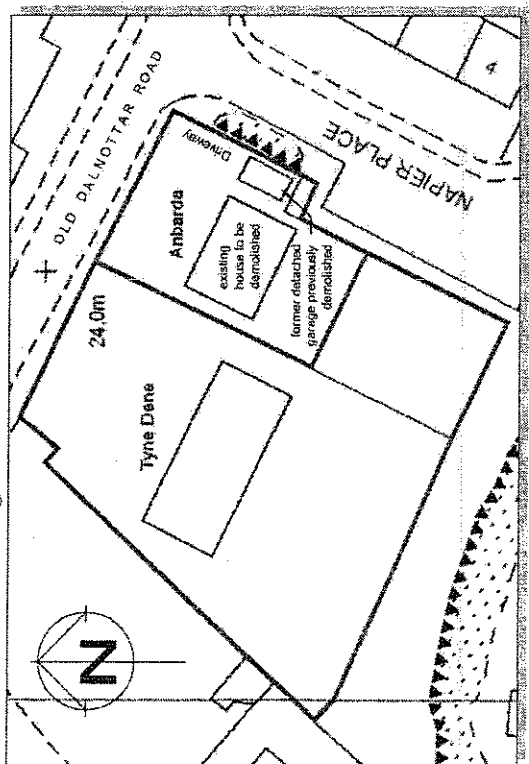 OLD DALNOTTAR ROAD
24.0m
Tyne Dene
Anbarda
Driveway
existing
house to be
demolished
former detached
garage previously
demolished
NAPIER PLACE
4
N